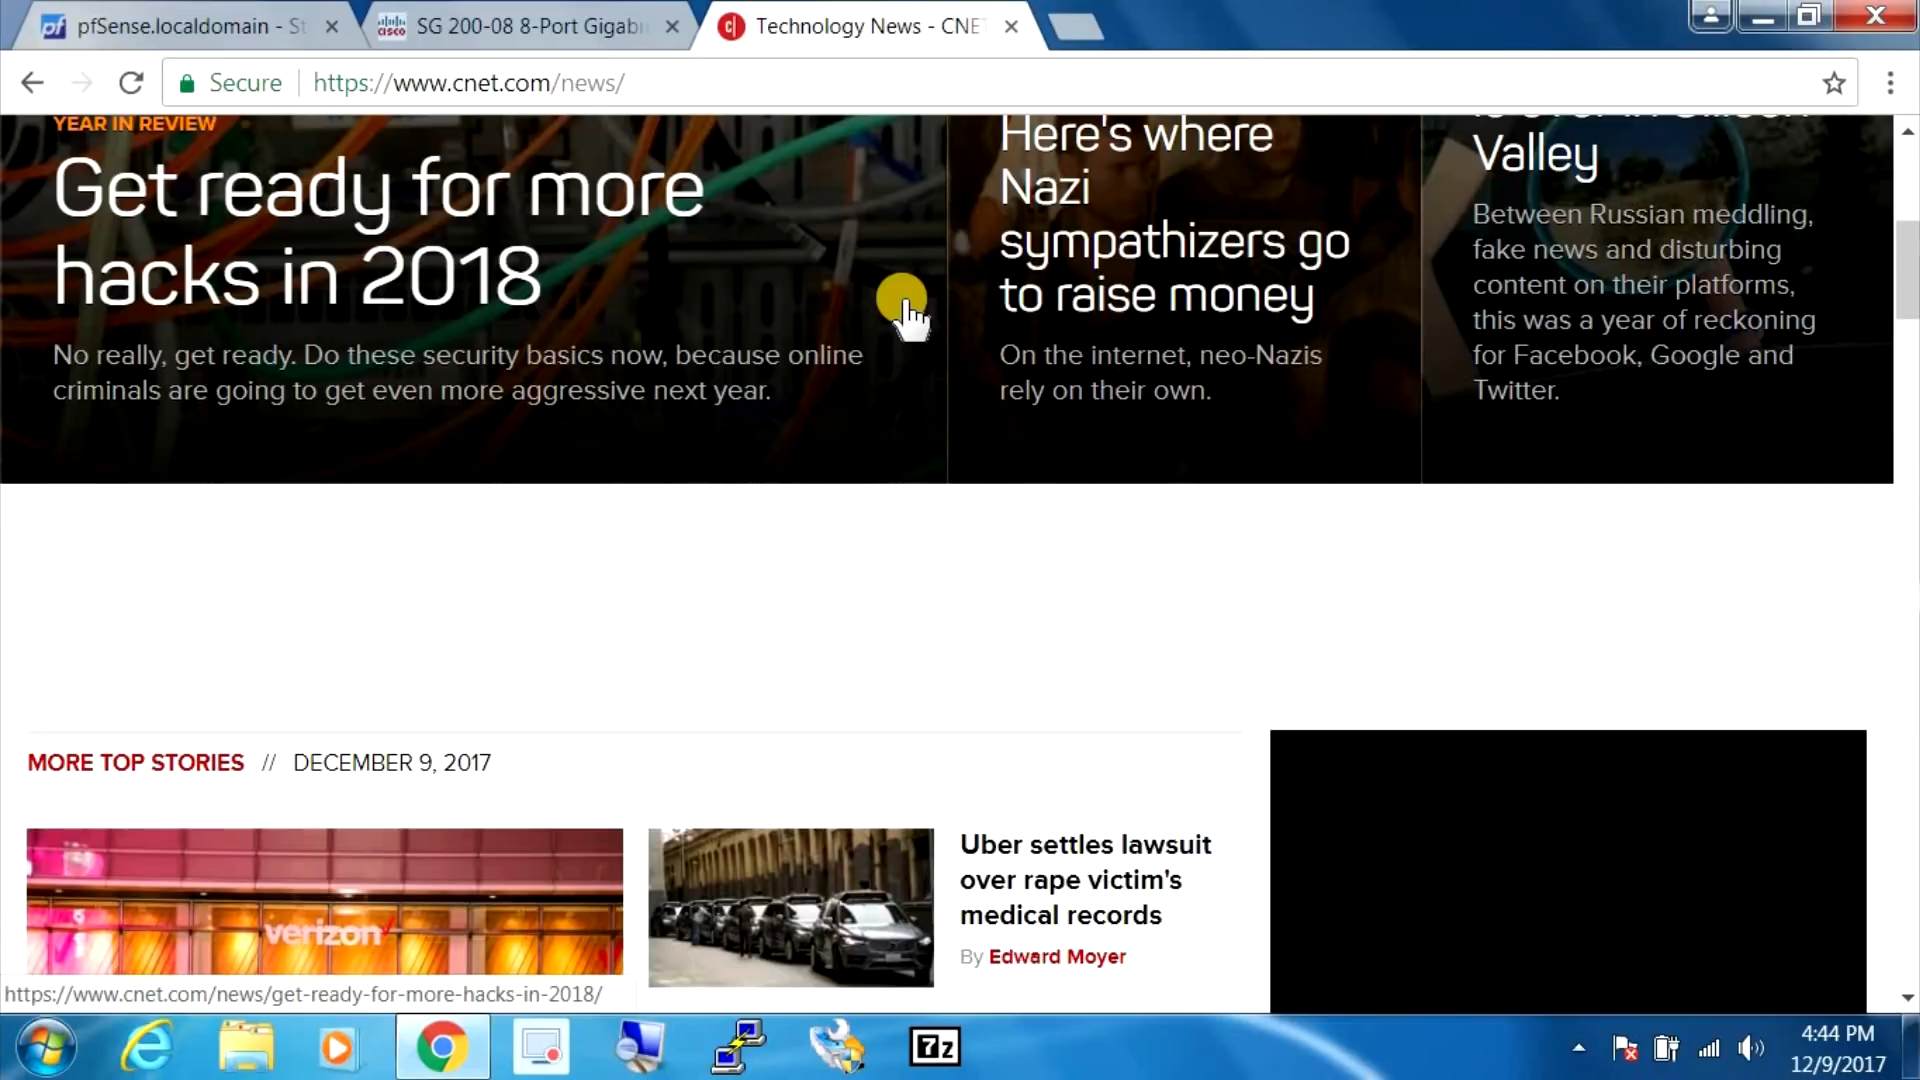 pfSense.localdomain - St
SG 200-08 8-Port Gigab
Technology News - CNET
Secure
https://www.cnet.com/news/
YEAR IN REVIEW
Get ready for more
hacks in 2018
No really, get ready. Do these security basics now, because online
criminals are going to get even more aggressive next year.
Here's where
Nazi
sympathizers go
to raise money
On the internet, neo-Nazis
rely on their own.
Valley
Between Russian meddling,
fake news and disturbing
content on their platforms,
this was a year of reckoning
for Facebook, Google and
Twitter.
MORE TOP STORIES // DECEMBER 9, 2017
verizon
Uber settles lawsuit
over rape victim's
medical records
By Edward Moyer
https://www.cnet.com/news/get-ready-for-more-hacks-in-2018/
7z
4:44 PM
12/9/2017